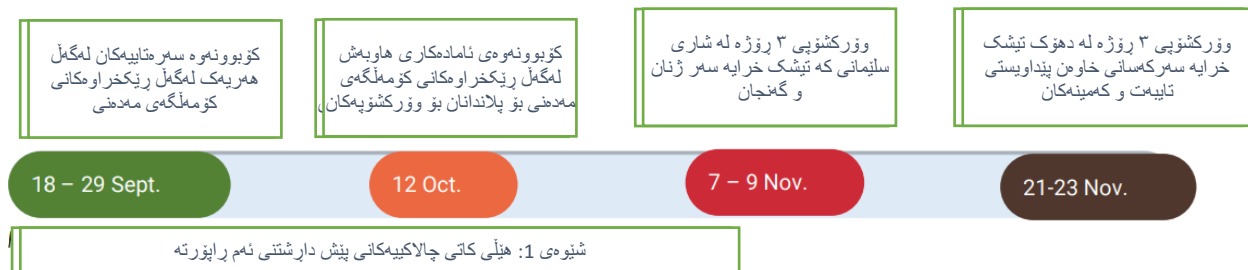 کۆبوونەوە سەرەتاییەکان لەگەڵ
هەریەک لەگەڵ ڕێکخراوەکانی
کۆمەڵگەی مەدەنی
کۆبوونەوەی ئامادەکاری هاوبەش
لەگەڵ ڕێکخراوەکانی کۆمەڵگەی
مەدەنی بۆ پلاندانان بۆ وۆرکشۆپەکان
وۆرکشۆپی ٣ ڕۆژە لە شاری
سلێمانی کە تیشک خرایە سەر ژنان
و گەنجان
وۆرکشۆپی ٣ ڕۆژە لە دهۆک تیشک
خرایە سەرکەسانی خاوەن پێداویستی
تایبەت و کەمینەکان
18 – 29 Sept.
12 Oct.
7 – 9 Nov.
21-23 Nov.
شێوەی 1: هێڵی کاتی چالاکییەکانی پێش داڕشتنی ئەم ڕاپۆرتە